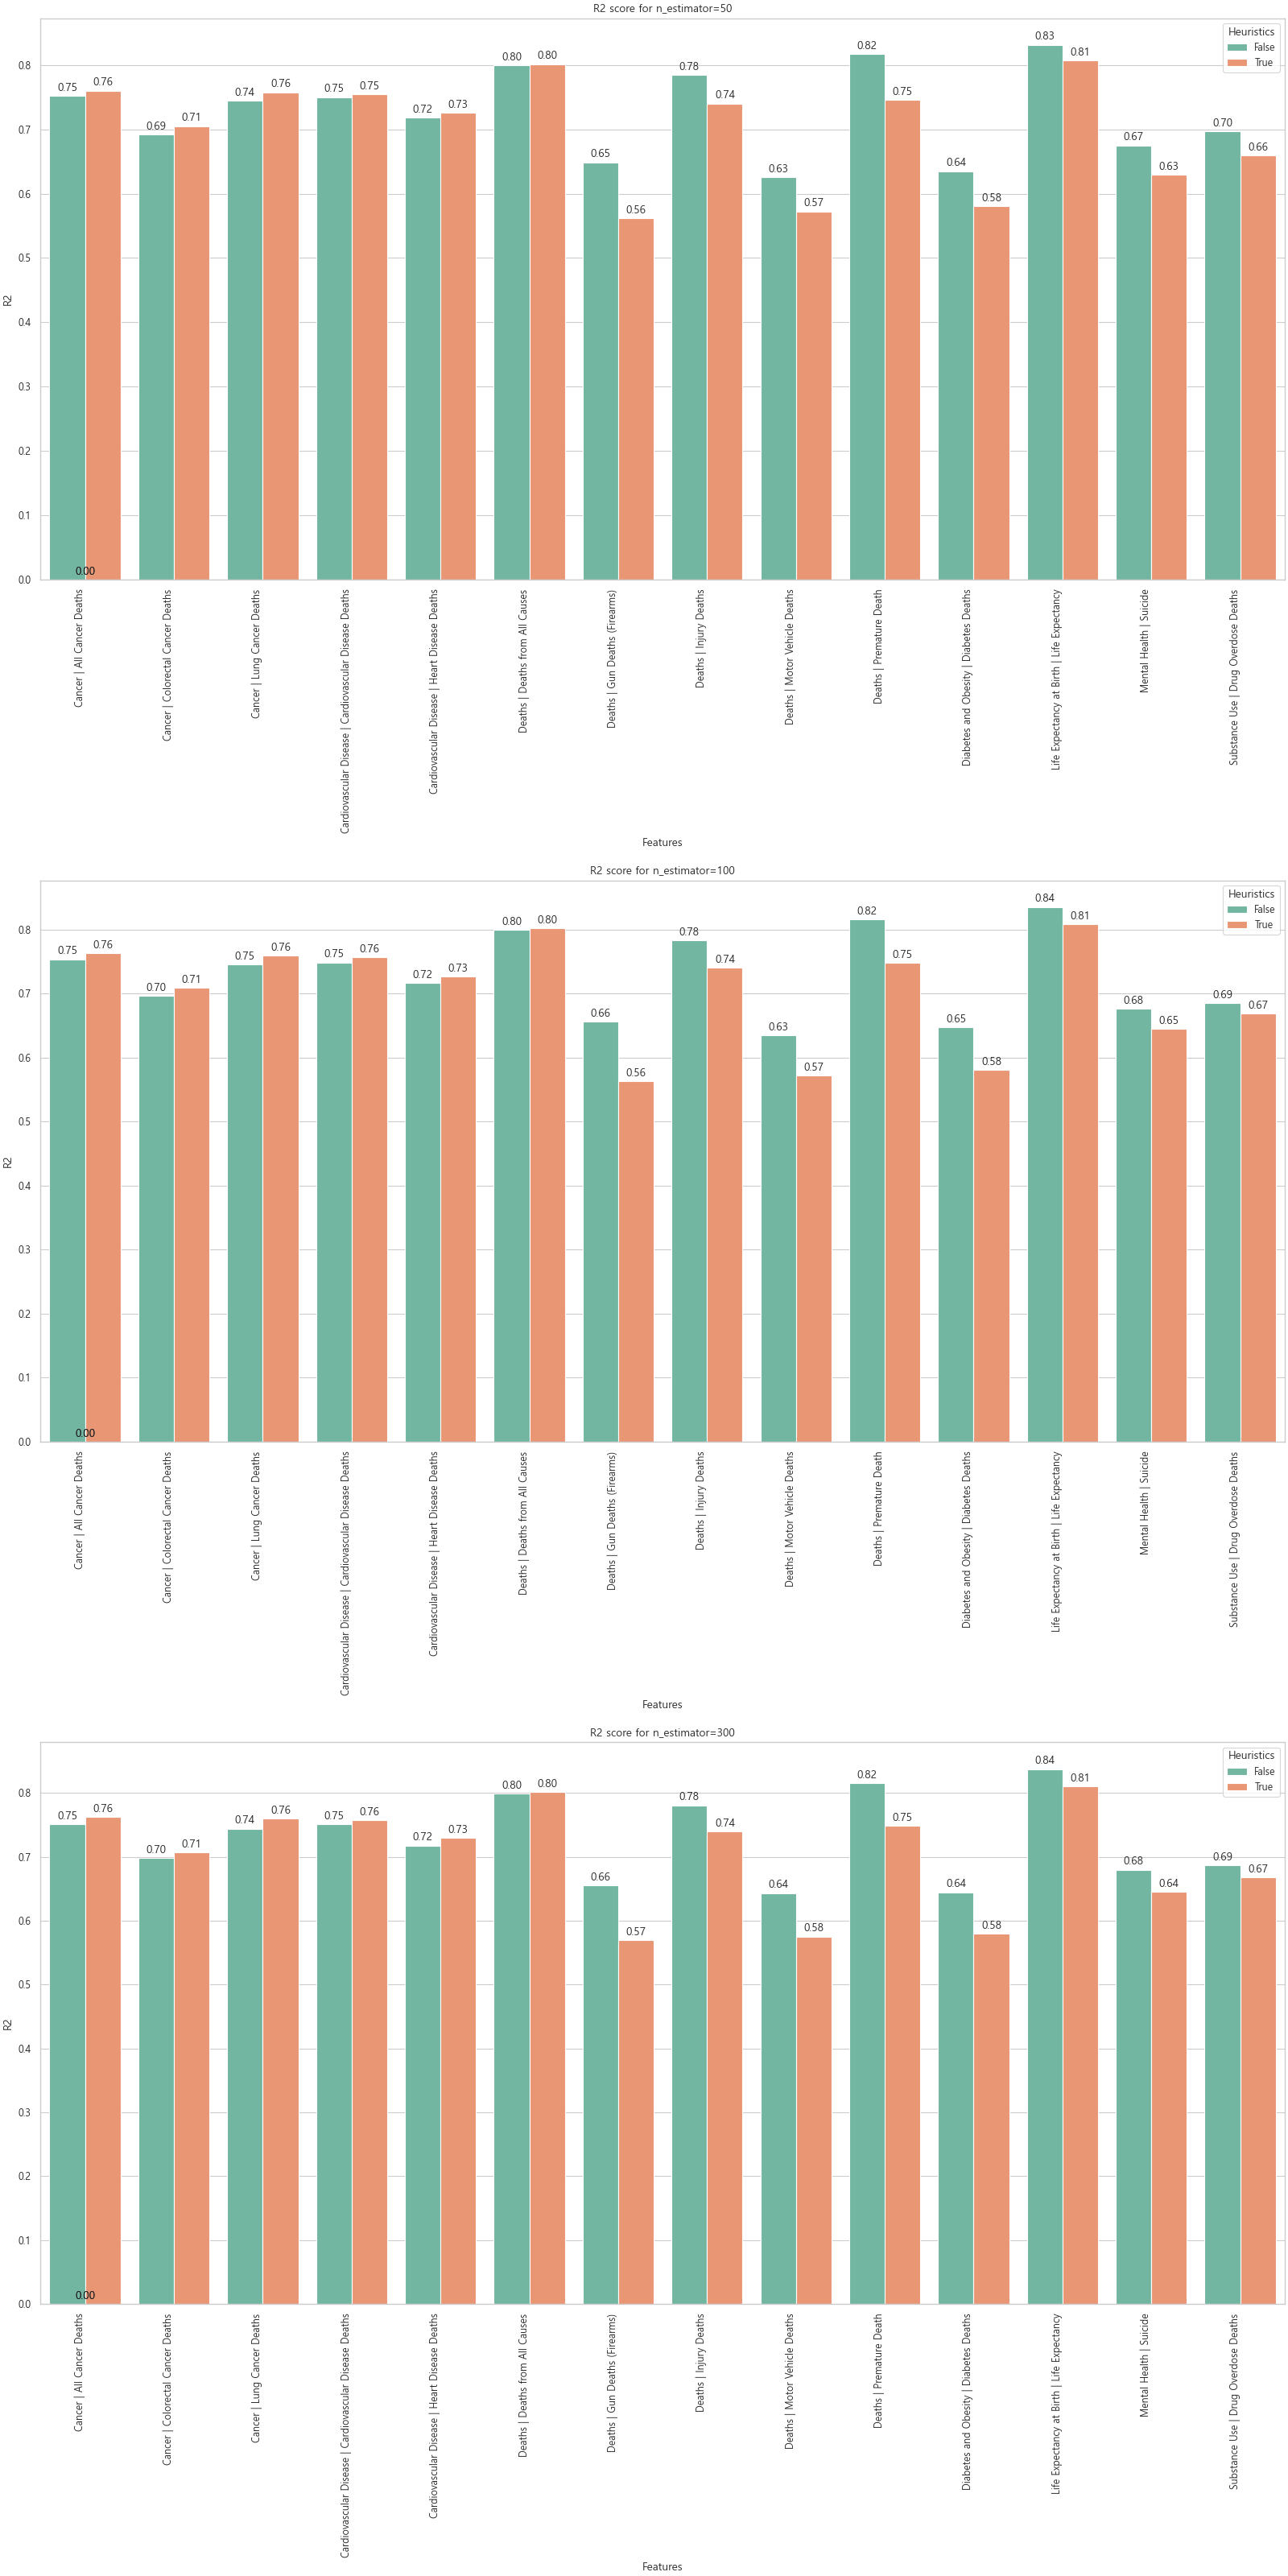 R2 score for n_estimator=50
Heuristics
False
True
0.75 0.76 0.69 0.71 0.74 0.76 0.75 0.75 0.72 0.73 0.80 0.80 0.65 0.56 0.78 0.74 0.63 0.57 0.82 0.75 0.64 0.58 0.83 0.81 0.67 0.63 0.70 0.66
0.00
0.8
0.7
0.6
0.5
0.4
0.3
0.2
0.1
0.0
R2
Cancer | All Cancer Deaths
Cancer | Colorectal Cancer Deaths
Cancer | Lung Cancer Deaths
Cardiovascular Disease | Cardiovascular Disease Deaths
Cardiovascular Disease | Heart Disease Deaths
Deaths | Deaths from All Causes
Deaths | Gun Deaths (Firearms)
Deaths | Injury Deaths
Deaths | Motor Vehicle Deaths
Deaths | Premature Death
Diabetes and Obesity | Diabetes Deaths
Life Expectancy at Birth | Life Expectancy
Mental Health | Suicide
Substance Use | Drug Overdose Deaths
Features
R2 score for n_estimator=100
Heuristics
False
True
0.75 0.76 0.70 0.71 0.75 0.76 0.75 0.76 0.72 0.73 0.80 0.80 0.66 0.56 0.78 0.74 0.63 0.57 0.82 0.75 0.65 0.58 0.84 0.81 0.68 0.65 0.69 0.67
0.00
0.8
0.7
0.6
0.5
0.4
0.3
0.2
0.1
0.0
R2
Cancer | All Cancer Deaths
Cancer | Colorectal Cancer Deaths
Cancer | Lung Cancer Deaths
Cardiovascular Disease | Cardiovascular Disease Deaths
Cardiovascular Disease | Heart Disease Deaths
Deaths | Deaths from All Causes
Deaths | Gun Deaths (Firearms)
Deaths | Injury Deaths
Deaths | Motor Vehicle Deaths
Deaths | Premature Death
Diabetes and Obesity | Diabetes Deaths
Life Expectancy at Birth | Life Expectancy
Mental Health | Suicide
Substance Use | Drug Overdose Deaths
Features
R2 score for n_estimator=300
Heuristics
False
True
0.75 0.76 0.70 0.71 0.74 0.76 0.75 0.76 0.72 0.73 0.80 0.80 0.66 0.57 0.78 0.74 0.64 0.58 0.82 0.75 0.64 0.58 0.84 0.81 0.68 0.64 0.69 0.67
0.00
0.8
0.7
0.6
0.5
0.4
0.3
0.2
0.1
0.0
R2
Cancer | All Cancer Deaths
Cancer | Colorectal Cancer Deaths
Cancer | Lung Cancer Deaths
Cardiovascular Disease | Cardiovascular Disease Deaths
Cardiovascular Disease | Heart Disease Deaths
Deaths | Deaths from All Causes
Deaths | Gun Deaths (Firearms)
Deaths | Injury Deaths
Deaths | Motor Vehicle Deaths
Deaths | Premature Death
Diabetes and Obesity | Diabetes Deaths
Life Expectancy at Birth | Life Expectancy
Mental Health | Suicide
Substance Use | Drug Overdose Deaths
Features